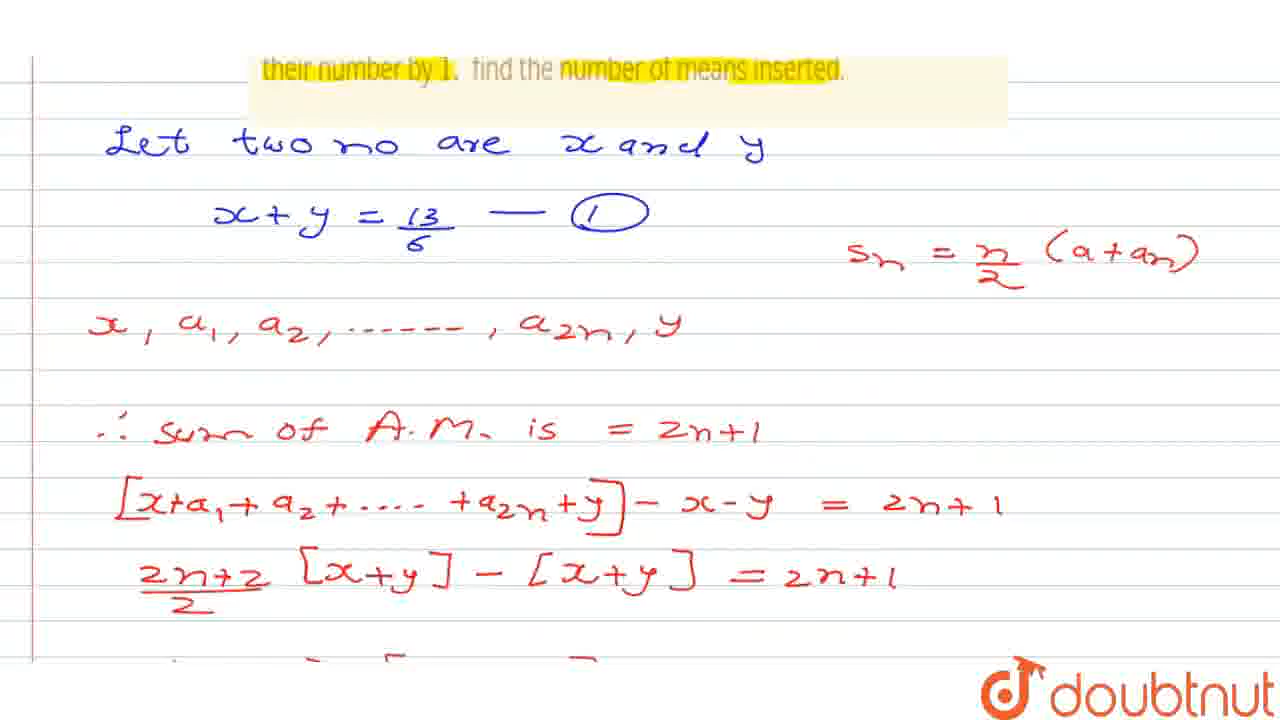 their number by 1. find the number of means inserted.
Let two no are x and y
x + y = 13/6 — ①
Sn = n/2 (a + an)
x, a1, a2, ......, a2n, y
∴ sum of A.M. is = 2n+1
[x+a1+a2+.....+a2n+y] - x - y = 2n+1
2n+2/2 [x+y] - [x+y] = 2n+1
doubtnut